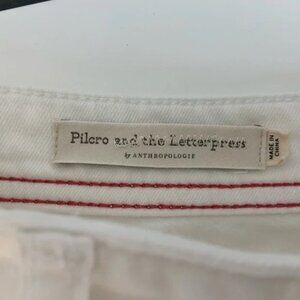 Pilcro and the Letterpress
by ANTHROPOLOGIE
MADE IN
CHINA